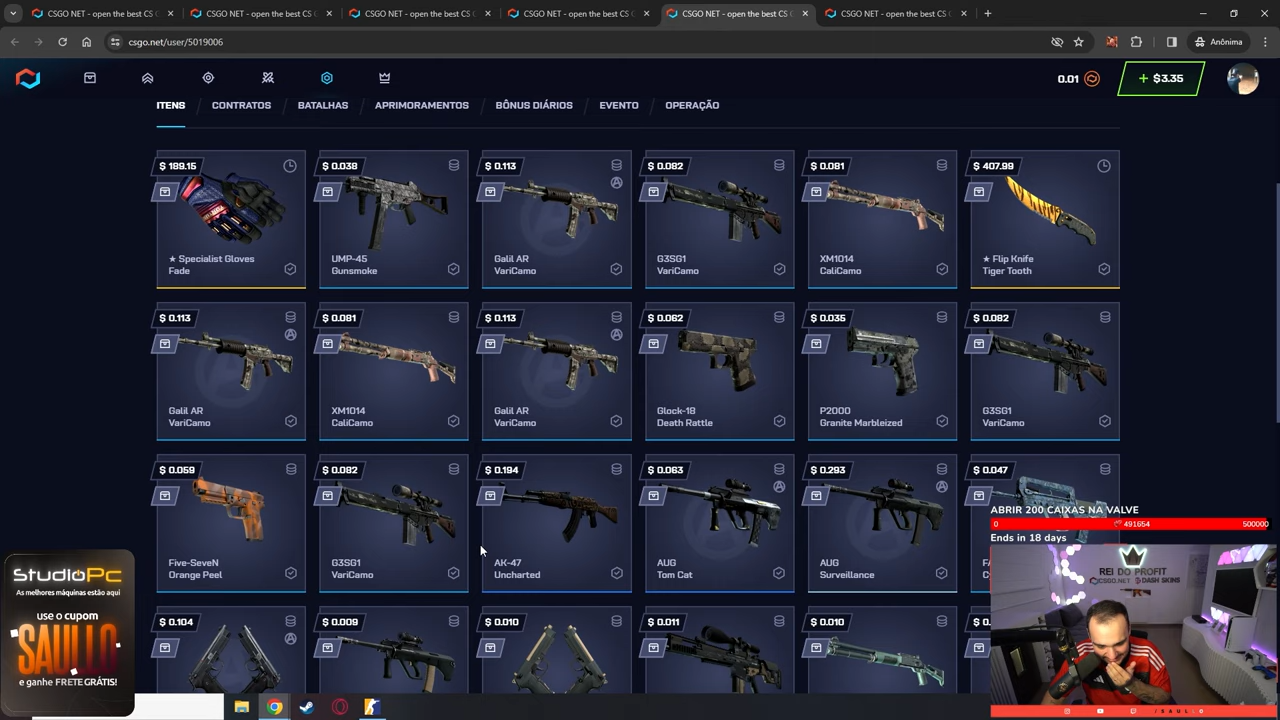 CSGO NET - open the best CS C
CSGO NET - open the best CS C
CSGO NET - open the best CS C
CSGO NET - open the best CS C
CSGO NET - open the best CS C
CSGO NET - open the best CS C
csgo.net/user/5019006
Anônima
0.01
+ $3.35
ITENS
CONTRATOS
BATALHAS
APRIMORAMENTOS
BÔNUS DIÁRIOS
EVENTO
OPERAÇÃO
$ 189.15
★ Specialist Gloves
Fade
$ 0.038
UMP-45
Gunsmoke
$ 0.113
Galil AR
VariCamo
$ 0.082
G3SG1
VariCamo
$ 0.081
XM1014
CaliCamo
$ 407.99
★ Flip Knife
Tiger Tooth
$ 0.113
Galil AR
VariCamo
$ 0.081
XM1014
CaliCamo
$ 0.113
Galil AR
VariCamo
$ 0.062
Glock-18
Death Rattle
$ 0.035
P2000
Granite Marbleized
$ 0.082
G3SG1
VariCamo
$ 0.059
Five-SeveN
Orange Peel
$ 0.082
G3SG1
VariCamo
$ 0.194
AK-47
Uncharted
$ 0.063
AUG
Tom Cat
$ 0.293
AUG
Surveillance
$ 0.047
$ 0.104
$ 0.009
$ 0.010
$ 0.011
$ 0.010
ABRIR 200 CAIXAS NA VALVE
0
491654
500000
Ends in 18 days
REI DO PROFIT
CSGO.NET
DASH SKINS
STUDIOPC
As melhores máquinas estão aqui
use o cupom
SAULLO
e ganhe FRETE GRÁTIS!